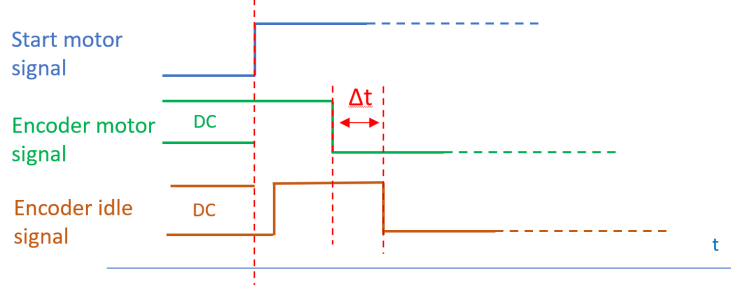 Start motor
signal
Δt
Encoder motor
signal
DC
Encoder idle
signal
DC
t